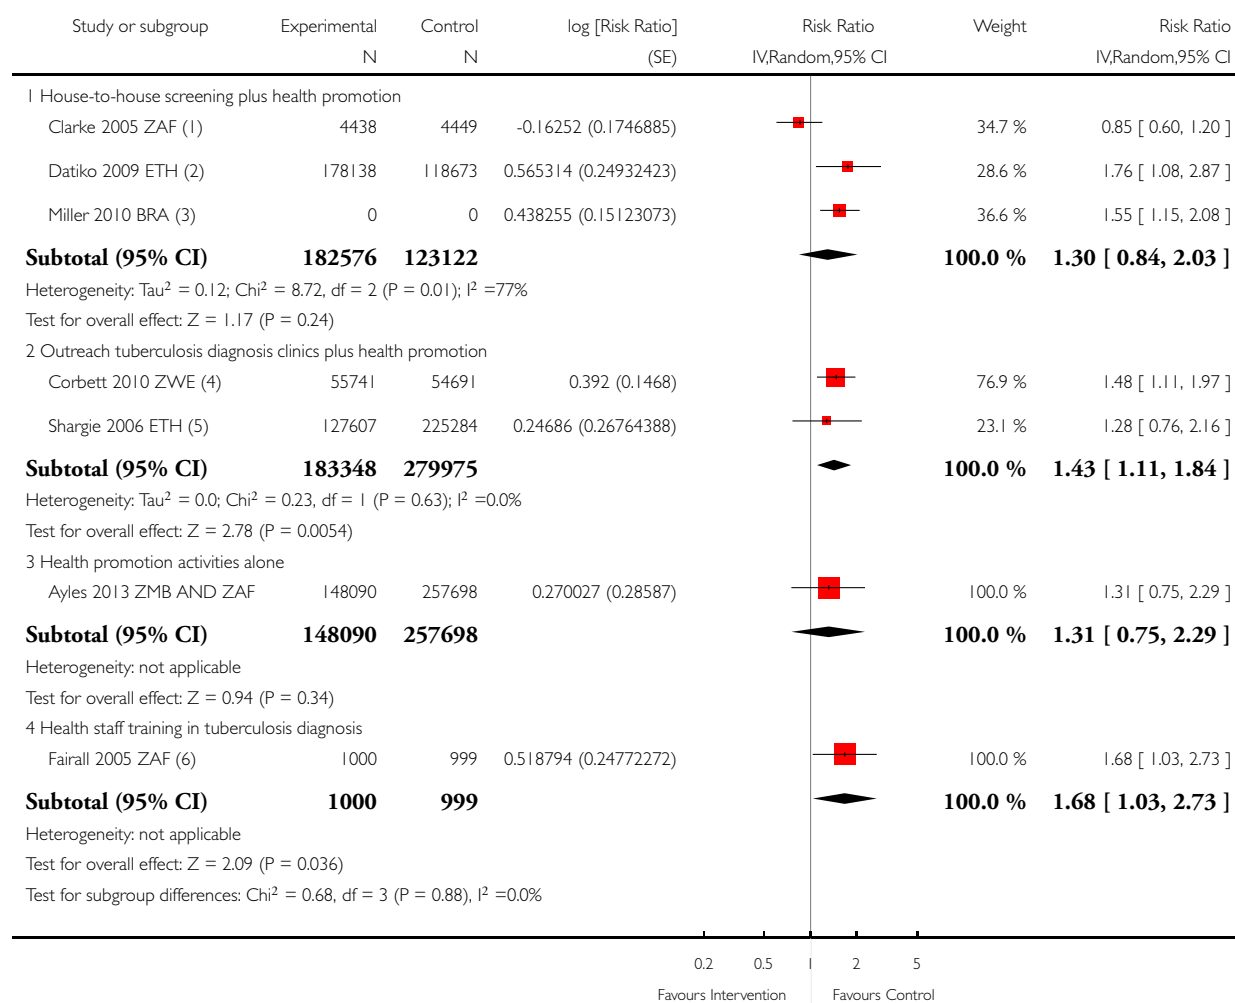 Study or subgroup Experimental Control log [Risk Ratio] Risk Ratio Weight Risk Ratio
N N (SE) IV,Random,95% CI IV,Random,95% CI
1 House-to-house screening plus health promotion
Clarke 2005 ZAF (1) 4438 4449 -0.16252 (0.1746885) 34.7 % 0.85 [ 0.60, 1.20 ]
Datiko 2009 ETH (2) 178138 118673 0.565314 (0.24932423) 28.6 % 1.76 [ 1.08, 2.87 ]
Miller 2010 BRA (3) 0 0 0.438255 (0.15123073) 36.6 % 1.55 [ 1.15, 2.08 ]
Subtotal (95% CI) 182576 123122 100.0 % 1.30 [ 0.84, 2.03 ]
Heterogeneity: Tau² = 0.12; Chi² = 8.72, df = 2 (P = 0.01); I² =77%
Test for overall effect: Z = 1.17 (P = 0.24)
2 Outreach tuberculosis diagnosis clinics plus health promotion
Corbett 2010 ZWE (4) 55741 54691 0.392 (0.1468) 76.9 % 1.48 [ 1.11, 1.97 ]
Shargie 2006 ETH (5) 127607 225284 0.24686 (0.26764388) 23.1 % 1.28 [ 0.76, 2.16 ]
Subtotal (95% CI) 183348 279975 100.0 % 1.43 [ 1.11, 1.84 ]
Heterogeneity: Tau² = 0.0; Chi² = 0.23, df = 1 (P = 0.63); I² =0.0%
Test for overall effect: Z = 2.78 (P = 0.0054)
3 Health promotion activities alone
Ayles 2013 ZMB AND ZAF 148090 257698 0.270027 (0.28587) 100.0 % 1.31 [ 0.75, 2.29 ]
Subtotal (95% CI) 148090 257698 100.0 % 1.31 [ 0.75, 2.29 ]
Heterogeneity: not applicable
Test for overall effect: Z = 0.94 (P = 0.34)
4 Health staff training in tuberculosis diagnosis
Fairall 2005 ZAF (6) 1000 999 0.518794 (0.24772272) 100.0 % 1.68 [ 1.03, 2.73 ]
Subtotal (95% CI) 1000 999 100.0 % 1.68 [ 1.03, 2.73 ]
Heterogeneity: not applicable
Test for overall effect: Z = 2.09 (P = 0.036)
Test for subgroup differences: Chi² = 0.68, df = 3 (P = 0.88), I² =0.0%
0.2 0.5 1 2 5
Favours Intervention Favours Control